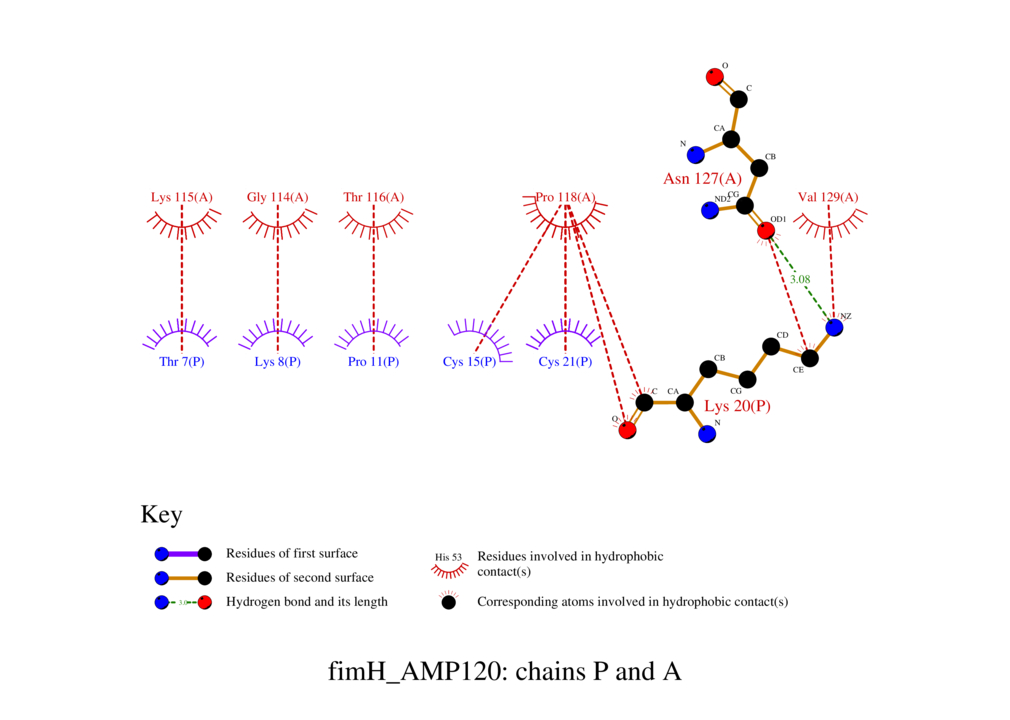 O
C
CA
N
CB
Asn 127(A)
Lys 115(A) Gly 114(A) Thr 116(A) Pro 118(A) ND2 CG Val 129(A)
OD1
3.08
NZ
CD
Thr 7(P) Lys 8(P) Pro 11(P) Cys 15(P) Cys 21(P) CB CE
C CA CG
Lys 20(P)
O N
Key
Residues of first surface
Residues of second surface
3.0
Hydrogen bond and its length
His 53 Residues involved in hydrophobic
contact(s)
Corresponding atoms involved in hydrophobic contact(s)
fimH_AMP120: chains P and A